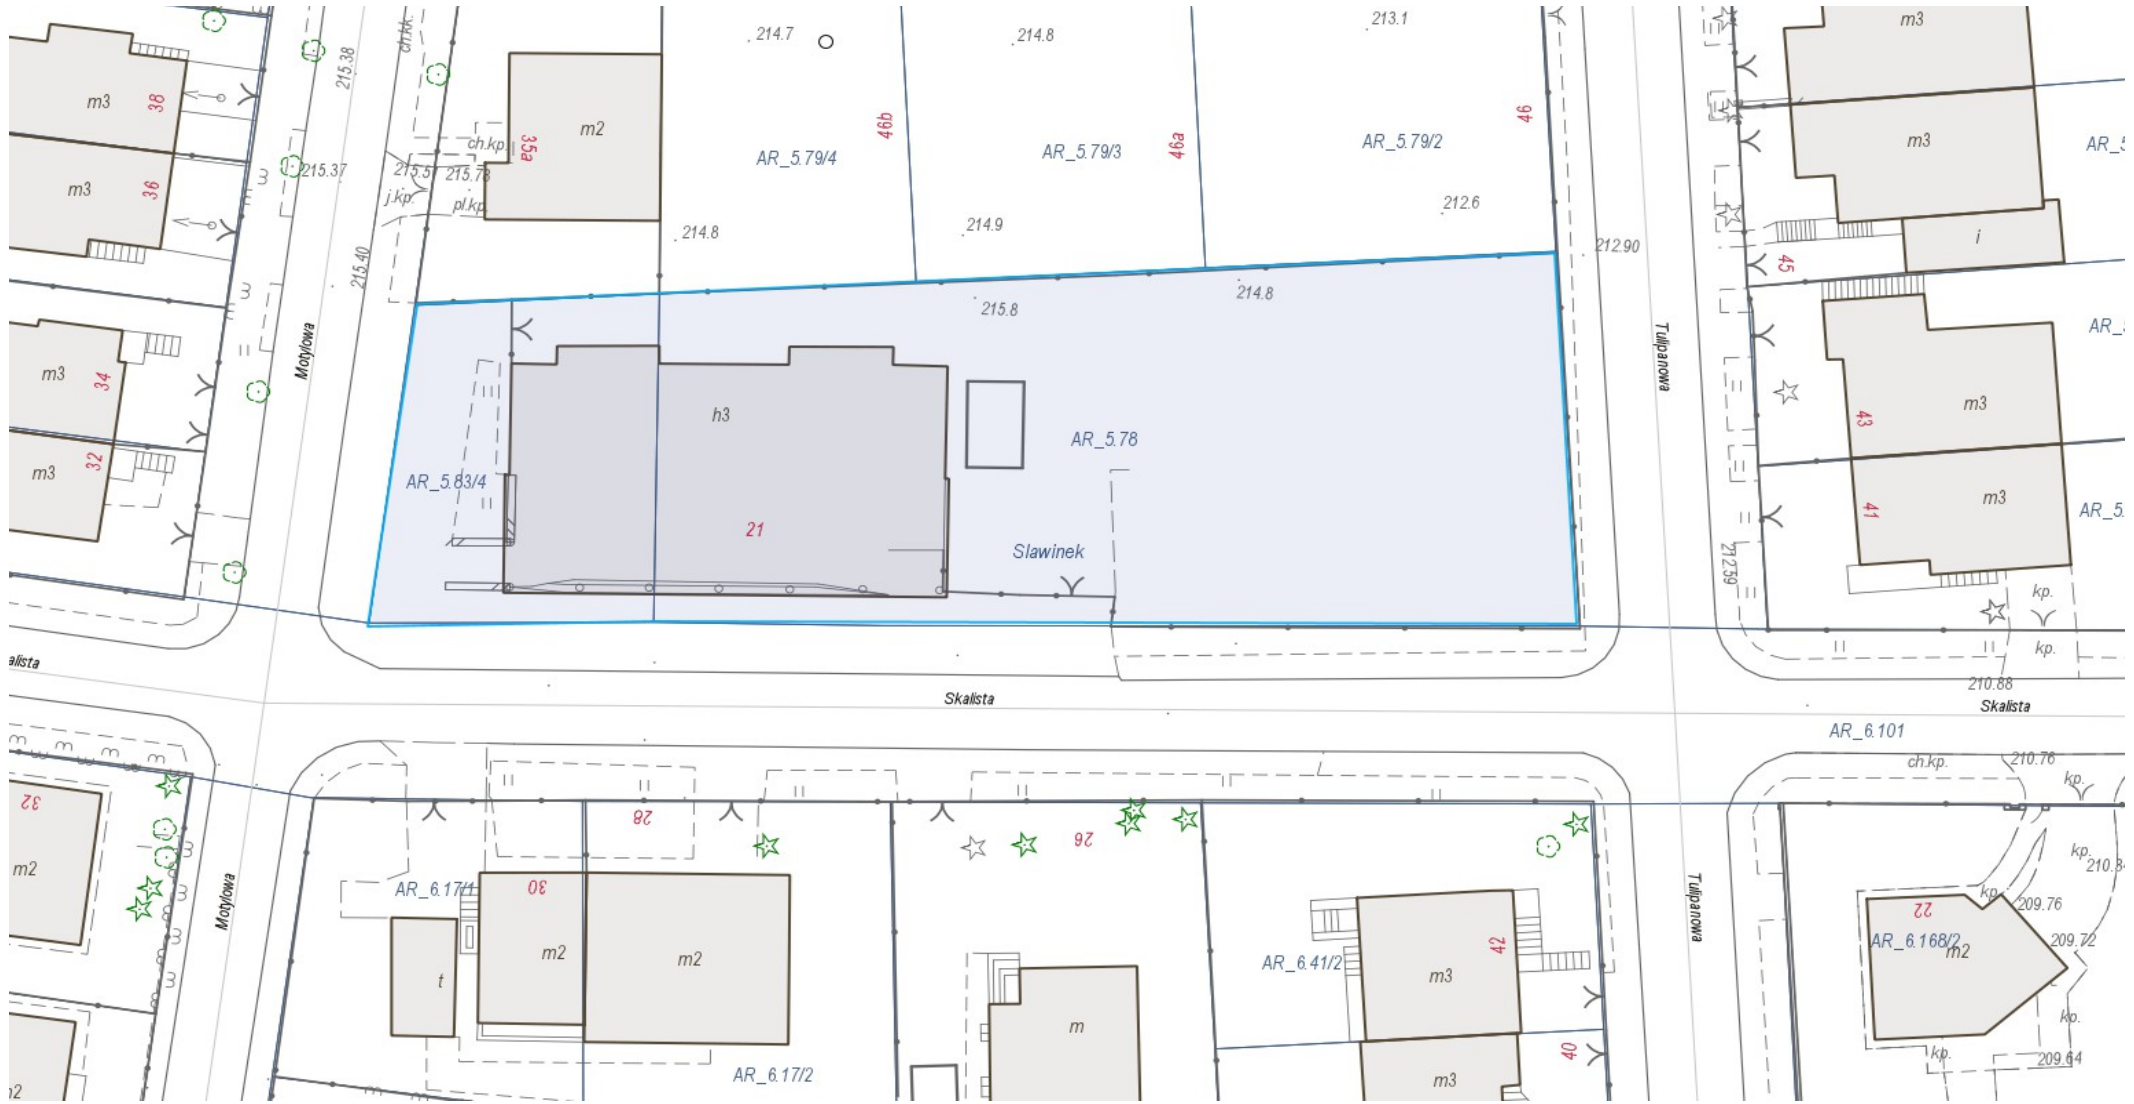 214.7
214.8
213.1
m3
215.38
ch.kk.
m3
38
m2
35a
ch.kp.
46b
46a
46
AR_5.79/4
AR_5.79/3
AR_5.79/2
m3
m3
36
215.37
215.5
215.73
j.kp.
pl.kp.
214.8
214.9
212.6
212.90
i
45
215.40
215.8
214.8
Motylowa
Tulipanowa
m3
34
h3
AR_5.78
43
m3
m3
32
AR_5.83/4
21
Slawinek
41
m3
AR_5.
212.59
kp.
kp.
alista
210.88
Skalista
Skalista
AR_6.101
ch.kp.
210.76
kp.
32
28
26
m2
AR_6.17/1
30
kp.
210.3
kp.
22
209.76
Motylowa
Tulipanowa
m2
m2
t
AR_6.41/2
42
m3
AR_6.168/2
m2
209.72
m
kp.
40
kp.
209.64
AR_6.17/2
m3